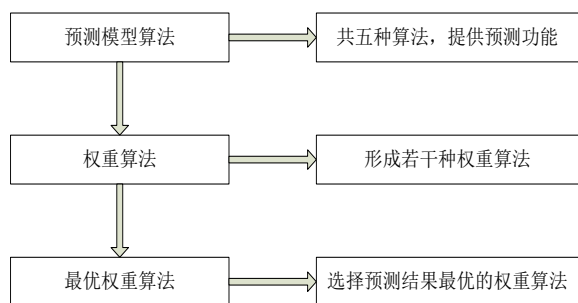 预测模型算法
共五种算法，提供预测功能
权重算法
形成若干种权重算法
最优权重算法
选择预测结果最优的权重算法